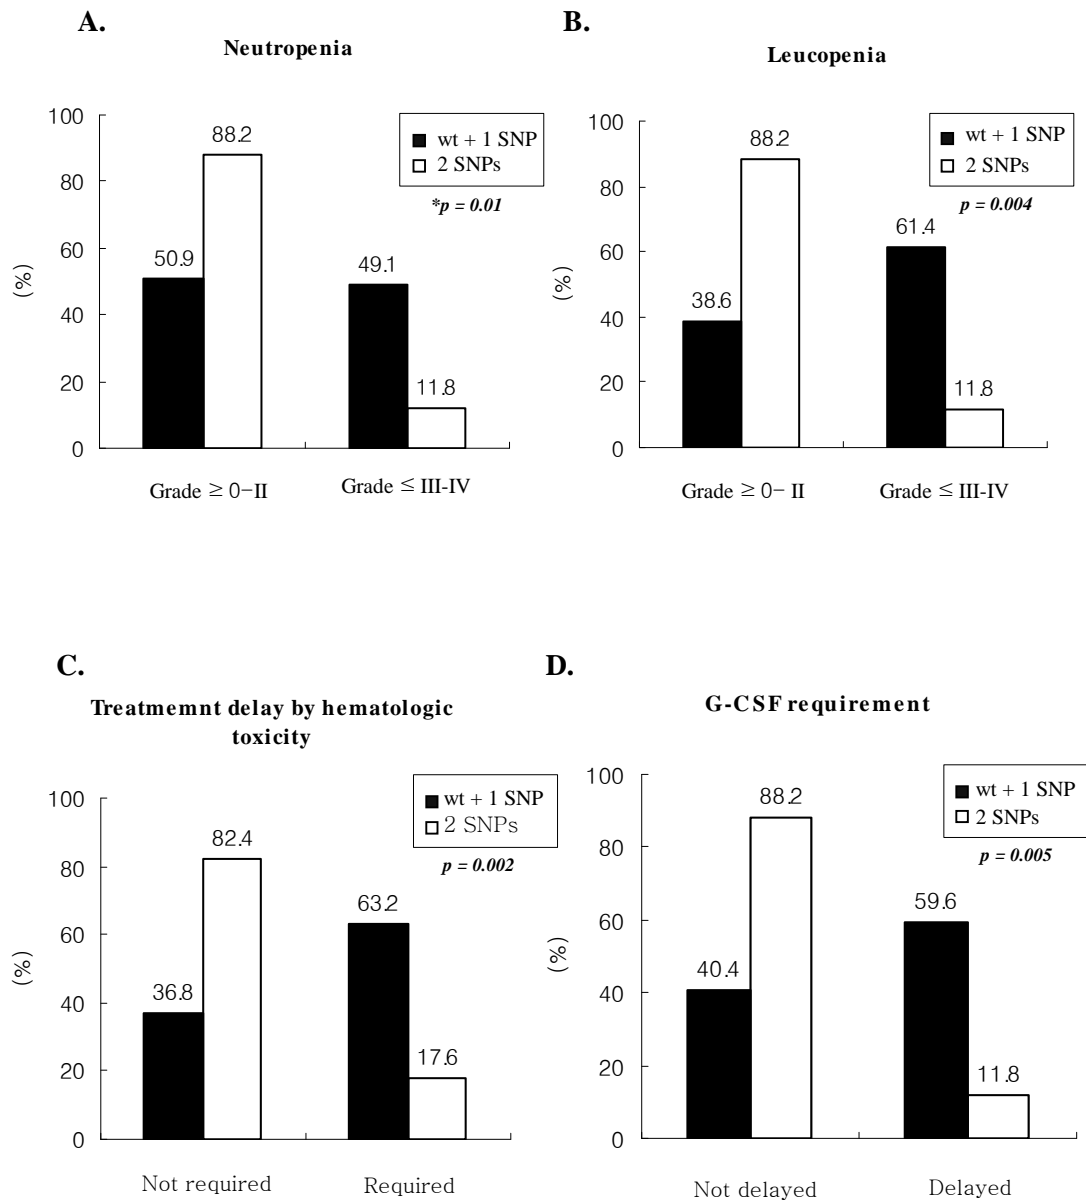 A.
Neutropenia
100
80
60
40
20
0
(%)
50.9
88.2
49.1
11.8
wt + 1 SNP
2 SNPs
*p = 0.01
Grade ≥ 0-II
Grade ≤ III-IV
B.
Leucopenia
100
80
60
40
20
0
(%)
38.6
88.2
61.4
11.8
wt + 1 SNP
2 SNPs
p = 0.004
Grade ≥ 0- II
Grade ≤ III-IV
C.
Treatmemnt delay by hematologic
toxicity
100
80
60
40
20
0
(%)
36.8
82.4
63.2
17.6
wt + 1 SNP
2 SNPs
p = 0.002
Not required
Required
D.
G-CSF requirement
100
80
60
40
20
0
(%)
40.4
88.2
59.6
11.8
wt + 1 SNP
2 SNPs
p = 0.005
Not delayed
Delayed